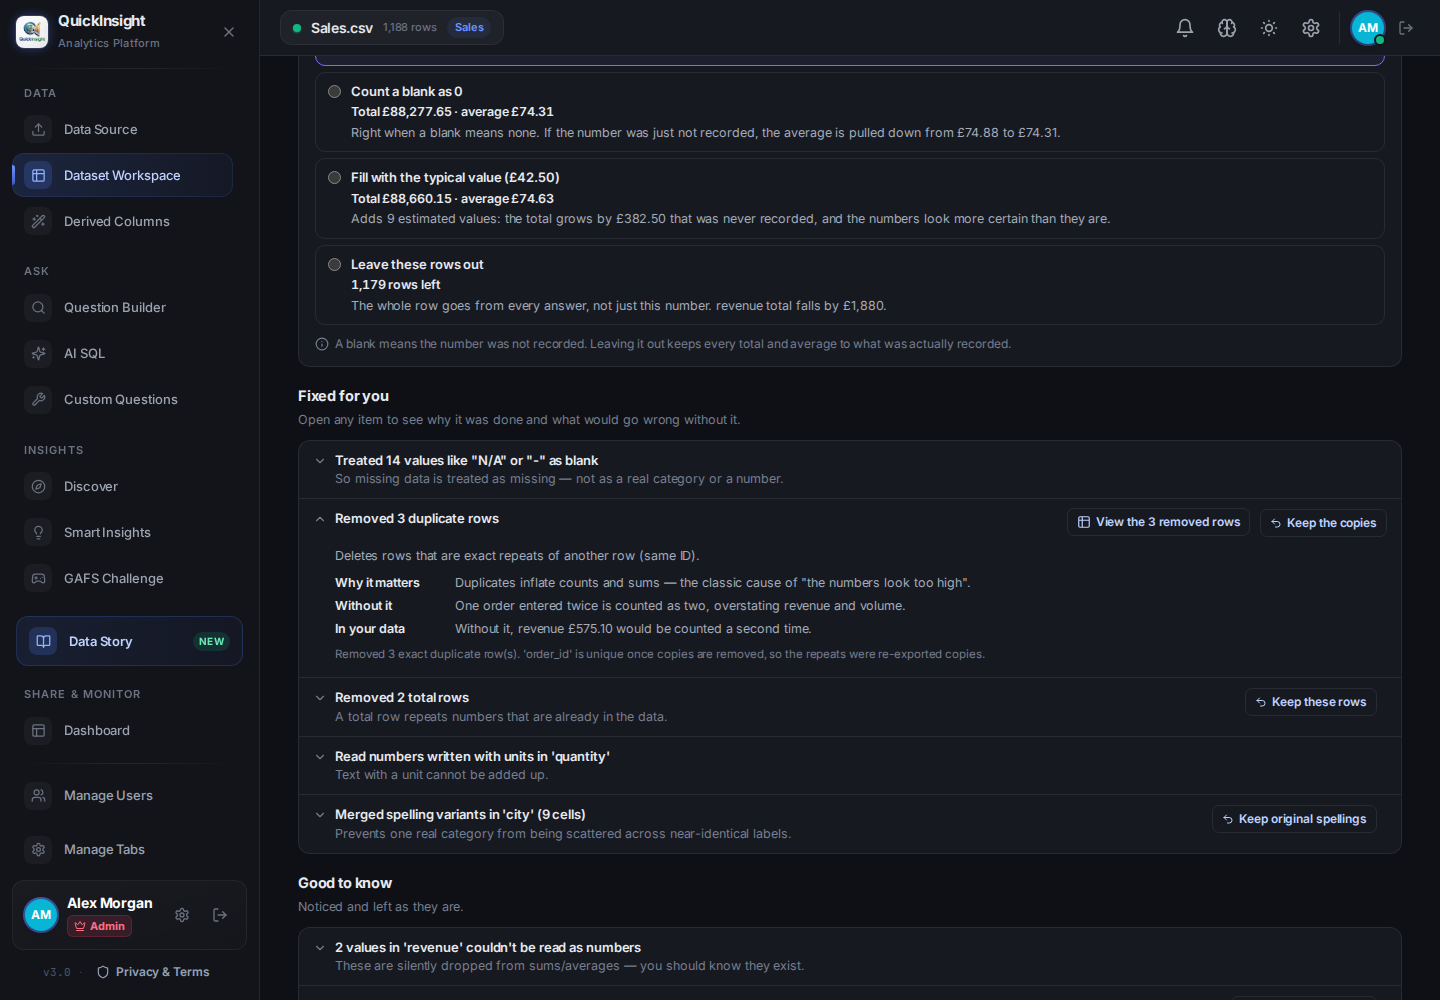 QuickInsight
Analytics Platform
DATA
Data Source
Dataset Workspace
Derived Columns
ASK
Question Builder
AI SQL
Custom Questions
INSIGHTS
Discover
Smart Insights
GAFS Challenge
Data Story NEW
SHARE & MONITOR
Dashboard
Manage Users
Manage Tabs
AM Alex Morgan
Admin
v3.0 · Privacy & Terms
Sales.csv 1,188 rows Sales
AM
Count a blank as 0
Total £88,277.65 · average £74.31
Right when a blank means none. If the number was just not recorded, the average is pulled down from £74.88 to £74.31.
Fill with the typical value (£42.50)
Total £88,660.15 · average £74.63
Adds 9 estimated values: the total grows by £382.50 that was never recorded, and the numbers look more certain than they are.
Leave these rows out
1,179 rows left
The whole row goes from every answer, not just this number. revenue total falls by £1,880.
A blank means the number was not recorded. Leaving it out keeps every total and average to what was actually recorded.
Fixed for you
Open any item to see why it was done and what would go wrong without it.
Treated 14 values like "N/A" or "-" as blank
So missing data is treated as missing — not as a real category or a number.
Removed 3 duplicate rows
View the 3 removed rows
Keep the copies
Deletes rows that are exact repeats of another row (same ID).
Why it matters Duplicates inflate counts and sums — the classic cause of "the numbers look too high".
Without it One order entered twice is counted as two, overstating revenue and volume.
In your data Without it, revenue £575.10 would be counted a second time.
Removed 3 exact duplicate row(s). 'order_id' is unique once copies are removed, so the repeats were re-exported copies.
Removed 2 total rows
Keep these rows
A total row repeats numbers that are already in the data.
Read numbers written with units in 'quantity'
Text with a unit cannot be added up.
Merged spelling variants in 'city' (9 cells)
Keep original spellings
Prevents one real category from being scattered across near-identical labels.
Good to know
Noticed and left as they are.
2 values in 'revenue' couldn't be read as numbers
These are silently dropped from sums/averages — you should know they exist.